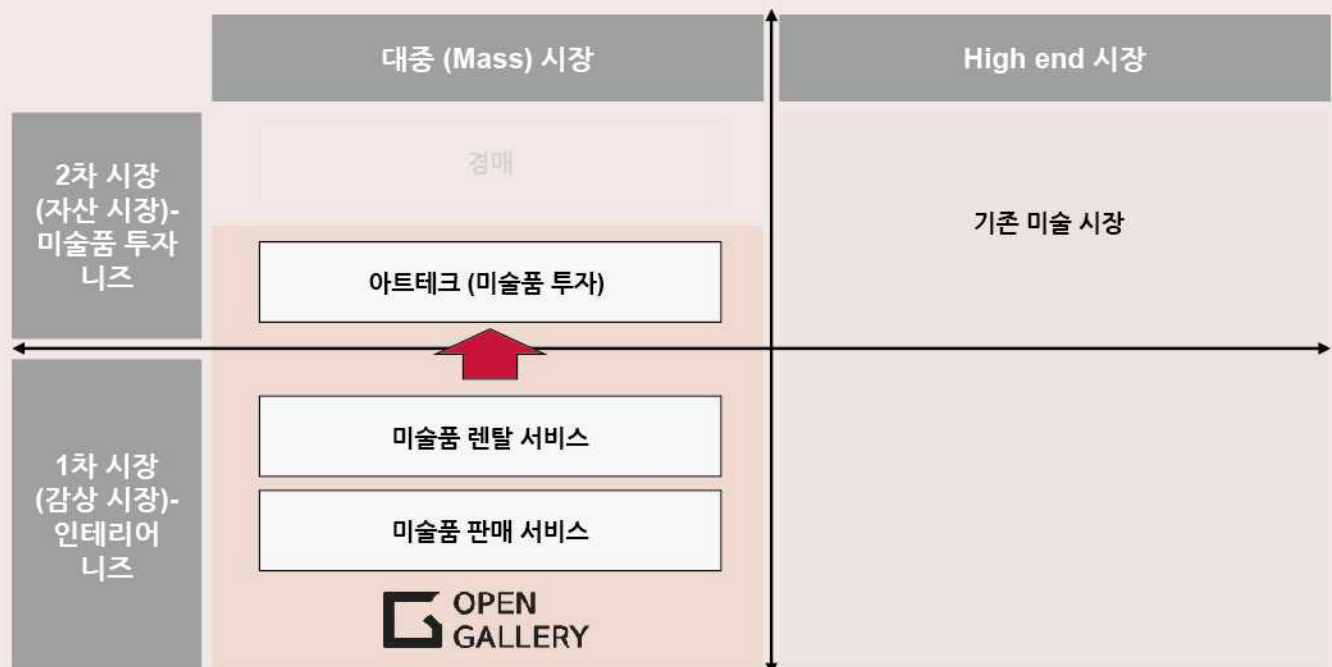 대중 (Mass) 시장
High end 시장
2차 시장
(자산 시장)-
미술품 투자
니즈
경매
기존 미술 시장
아트테크 (미술품 투자)
1차 시장
(감상 시장)-
인테리어
니즈
미술품 렌탈 서비스
미술품 판매 서비스
OPEN
GALLERY